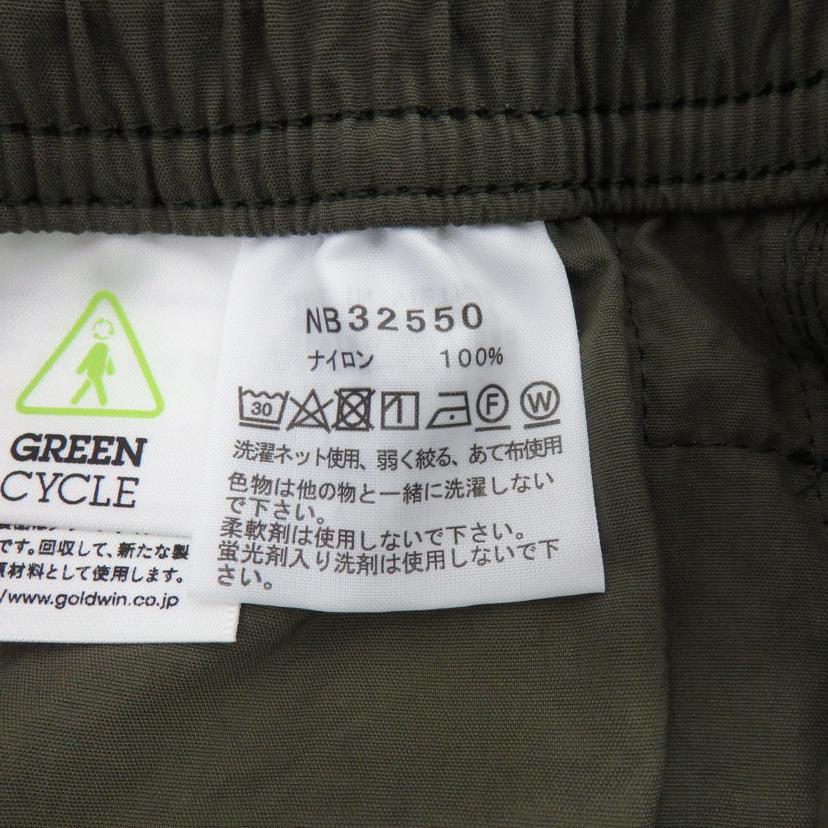 NB32550
ナイロン 100%
30 F W
洗濯ネット使用、弱く絞る、あて布使用
色物は他の物と一緒に洗濯しない
で下さい。
柔軟剤は使用しないで下さい。
蛍光剤入り洗剤は使用しないで下
さい。
GREEN
CYCLE
です。回収して、新たな製
原材料として使用します。
/www.goldwin.co.jp